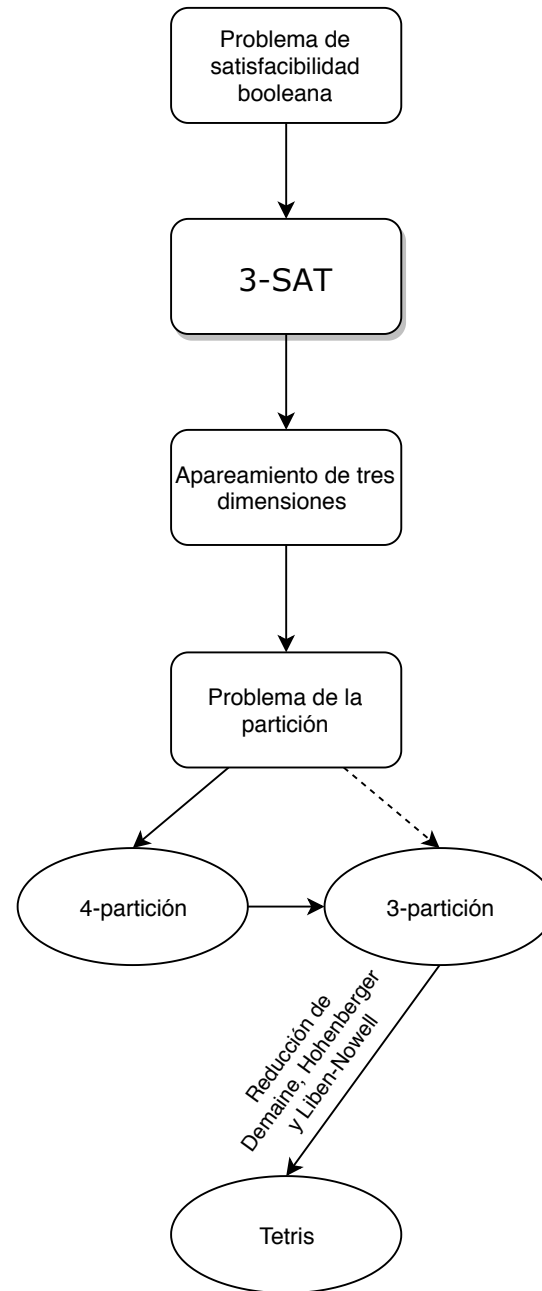 Problema de
satisfacibilidad
booleana
3-SAT
Apareamiento de tres
dimensiones
Problema de la
partición
4-partición
3-partición
Reducción de
Demaine, Hohenberger
y Liben-Nowell
Tetris